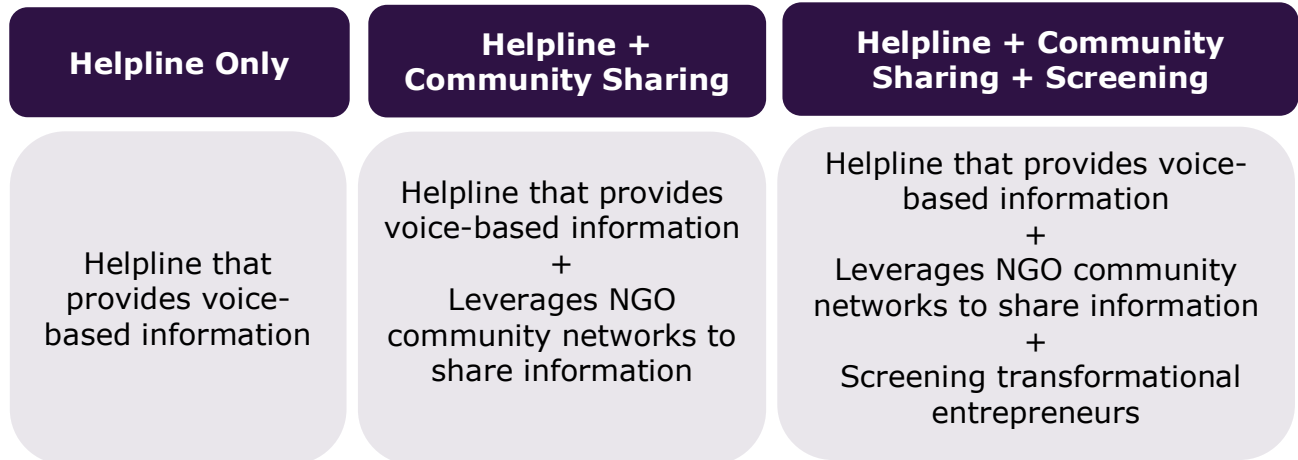 Helpline Only
Helpline that
provides voice-
based information
Helpline +
Community Sharing
Helpline that provides
voice-based information
+
Leverages NGO
community networks to
share information
Helpline + Community
Sharing + Screening
Helpline that provides voice-
based information
+
Leverages NGO community
networks to share information
+
Screening transformational
entrepreneurs